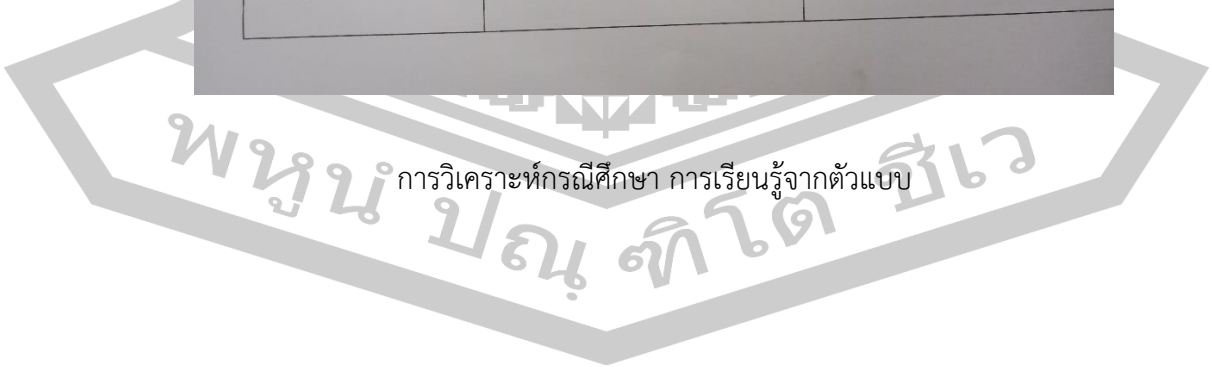 การวิเคราะห์กรณีศึกษา การเรียนรู้จากตัวแบบ
พหูนํ ปณฺฑิโต ชีเว